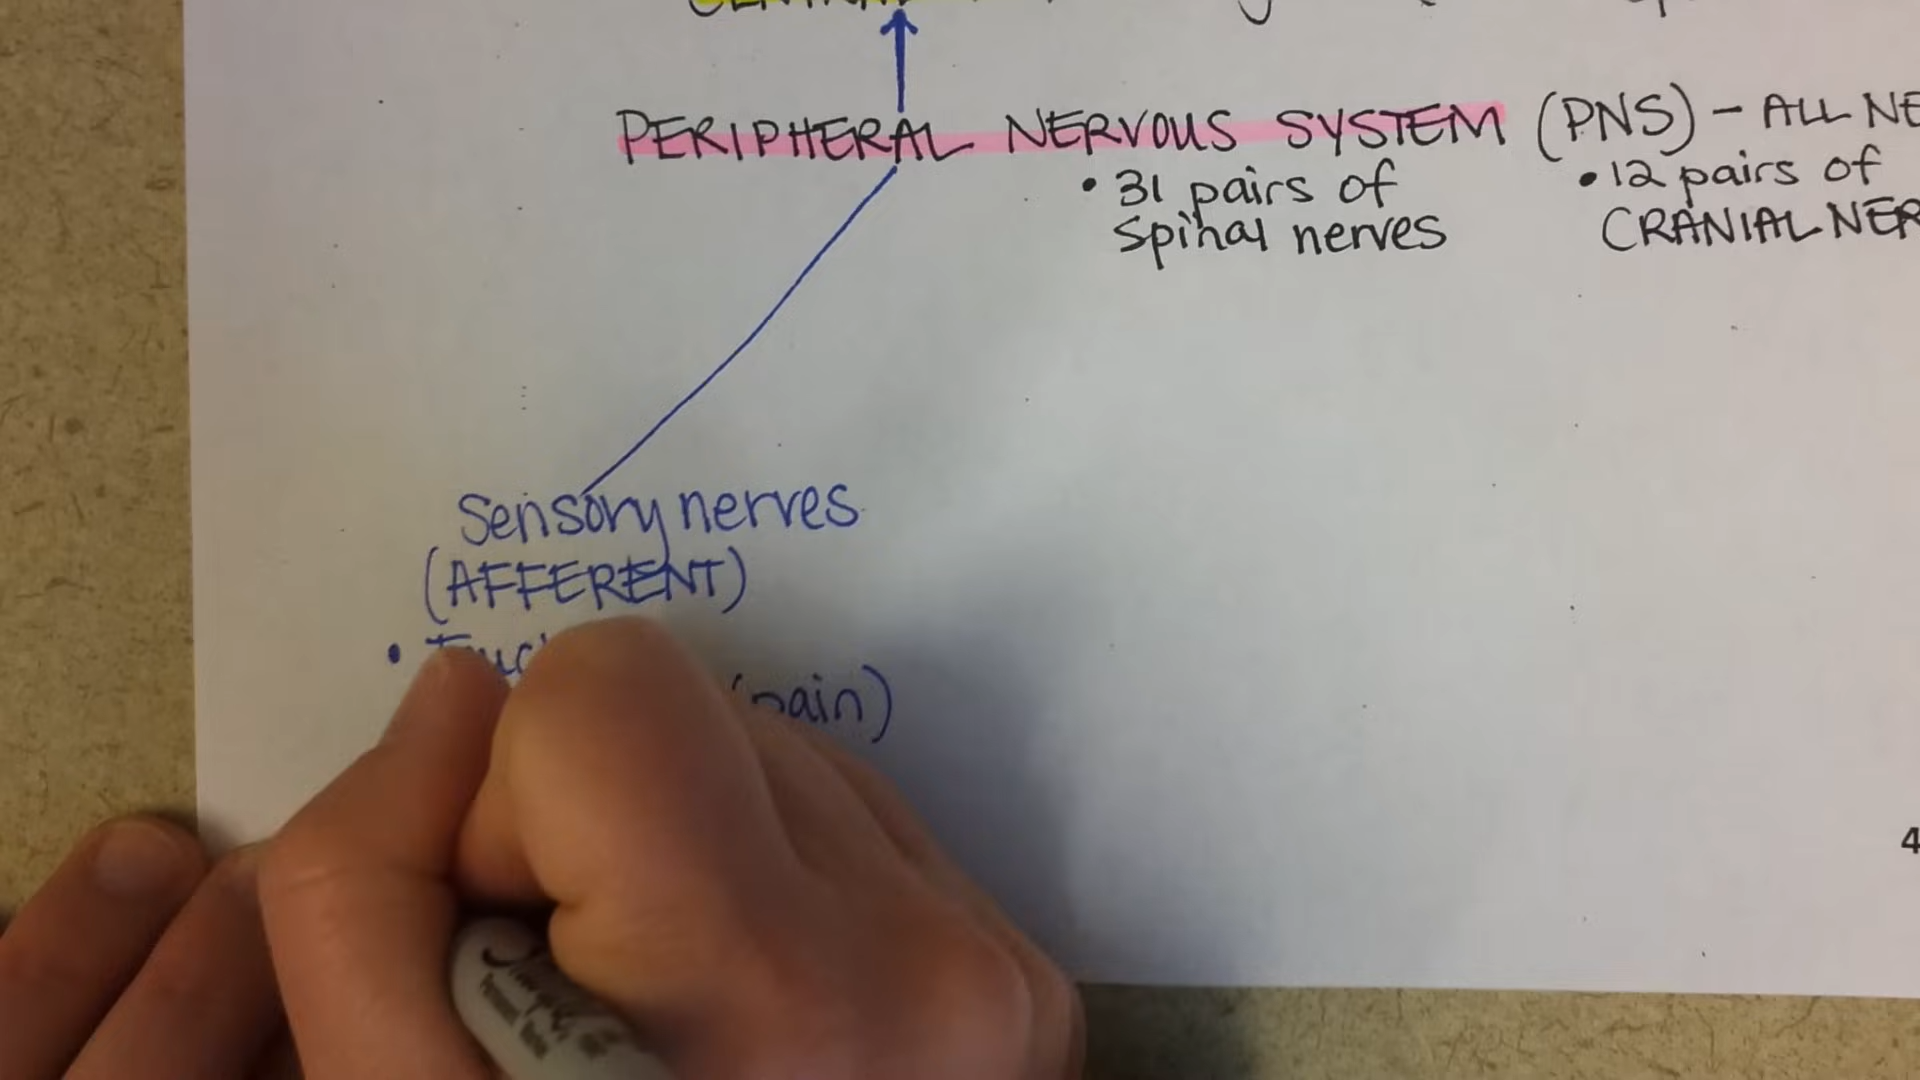 PERIPHERAL NERVOUS SYSTEM (PNS) - ALL NE
• 31 pairs of
spinal nerves
• 12 pairs of
CRANIAL NER
Sensory nerves
(AFFERENT)
pain)
4